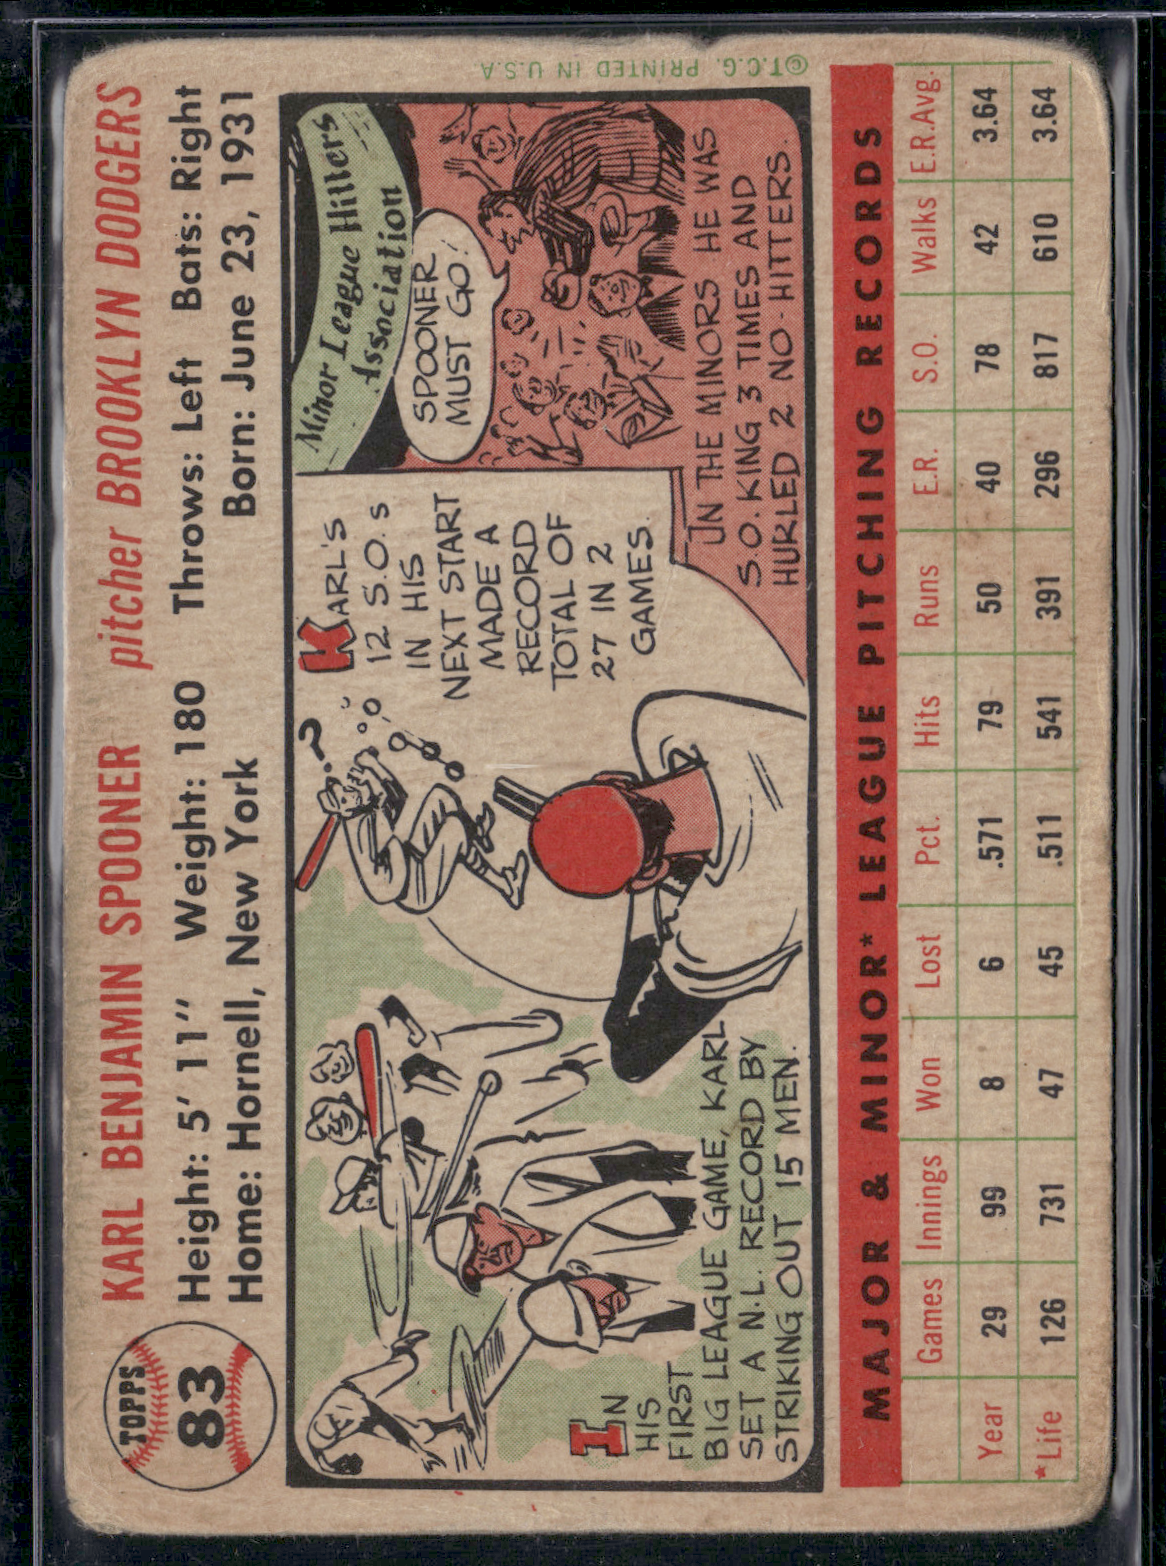 TOPPS
83
KARL BENJAMIN SPOONER pitcher BROOKLYN DODGERS
Height: 5' 11" Weight: 180 Throws: Left Bats: Right
Home: Hornell, New York Born: June 23, 1931
IN
HIS
FIRST
BIG LEAGUE GAME, KARL
SET A N.L. RECORD BY
STRIKING OUT 15 MEN.
?
KARL'S
12 S.O.s
IN HIS
NEXT START
MADE A
RECORD
TOTAL OF
27 IN 2
GAMES.
Minor League Hitters
Association
SPOONER
MUST GO!
IN THE MINORS HE WAS
S.O. KING 3 TIMES AND
HURLED 2 NO-HITTERS.
MAJOR & MINOR* LEAGUE PITCHING RECORDS
Games Innings Won Lost Pct. Hits Runs E.R. S.O. Walks E.R.Avg.
Year 29 99 8 6 .571 79 50 40 78 42 3.64
*Life 126 731 47 45 .511 541 391 296 817 610 3.64
©T.C.G. PRINTED IN U.S.A